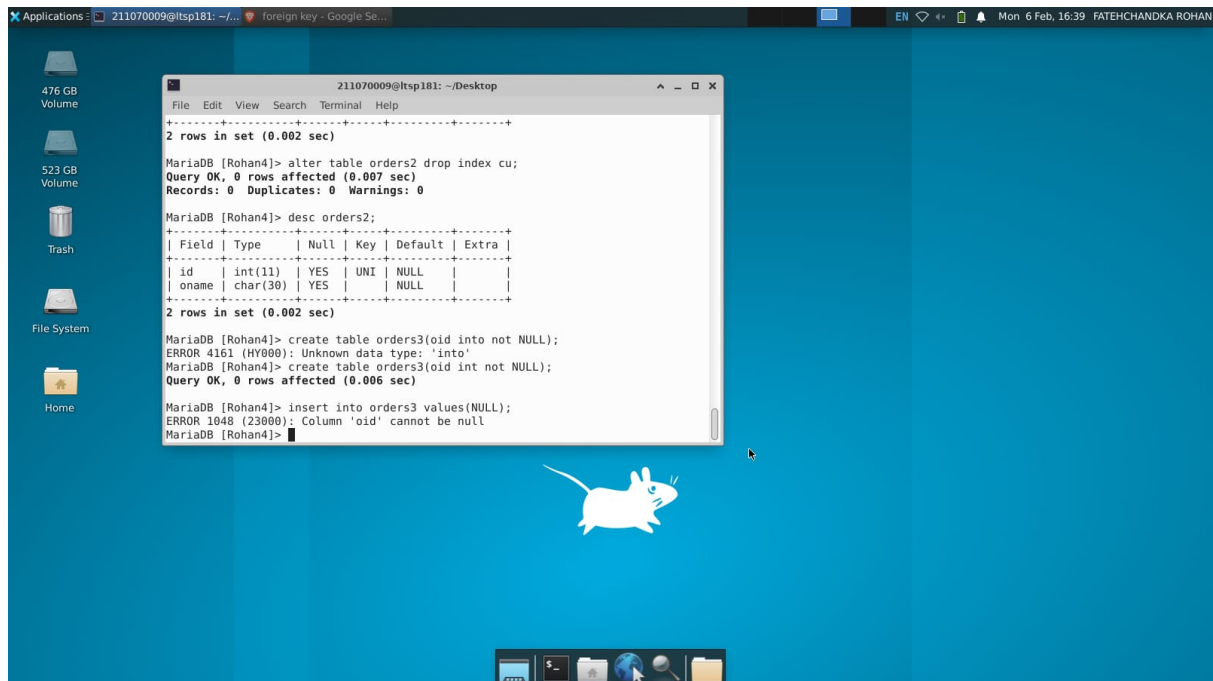 Applications 211070009@ltsp181: ~/... foreign key - Google Se... EN Mon 6 Feb, 16:39 FATEHCHANDKA ROHAN
476 GB
Volume
523 GB
Volume
Trash
File System
Home
211070009@ltsp181: ~/Desktop
File Edit View Search Terminal Help
+-------+----------+------+-----+---------+-------+
2 rows in set (0.002 sec)
MariaDB [Rohan4]> alter table orders2 drop index cu;
Query OK, 0 rows affected (0.007 sec)
Records: 0 Duplicates: 0 Warnings: 0
MariaDB [Rohan4]> desc orders2;
+-------+----------+------+-----+---------+-------+
| Field | Type     | Null | Key | Default | Extra |
+-------+----------+------+-----+---------+-------+
| id    | int(11)  | YES  | UNI | NULL    |       |
| oname | char(30) | YES  |     | NULL    |       |
+-------+----------+------+-----+---------+-------+
2 rows in set (0.002 sec)
MariaDB [Rohan4]> create table orders3(oid into not NULL);
ERROR 4161 (HY000): Unknown data type: 'into'
MariaDB [Rohan4]> create table orders3(oid int not NULL);
Query OK, 0 rows affected (0.006 sec)
MariaDB [Rohan4]> insert into orders3 values(NULL);
ERROR 1048 (23000): Column 'oid' cannot be null
MariaDB [Rohan4]>
$_